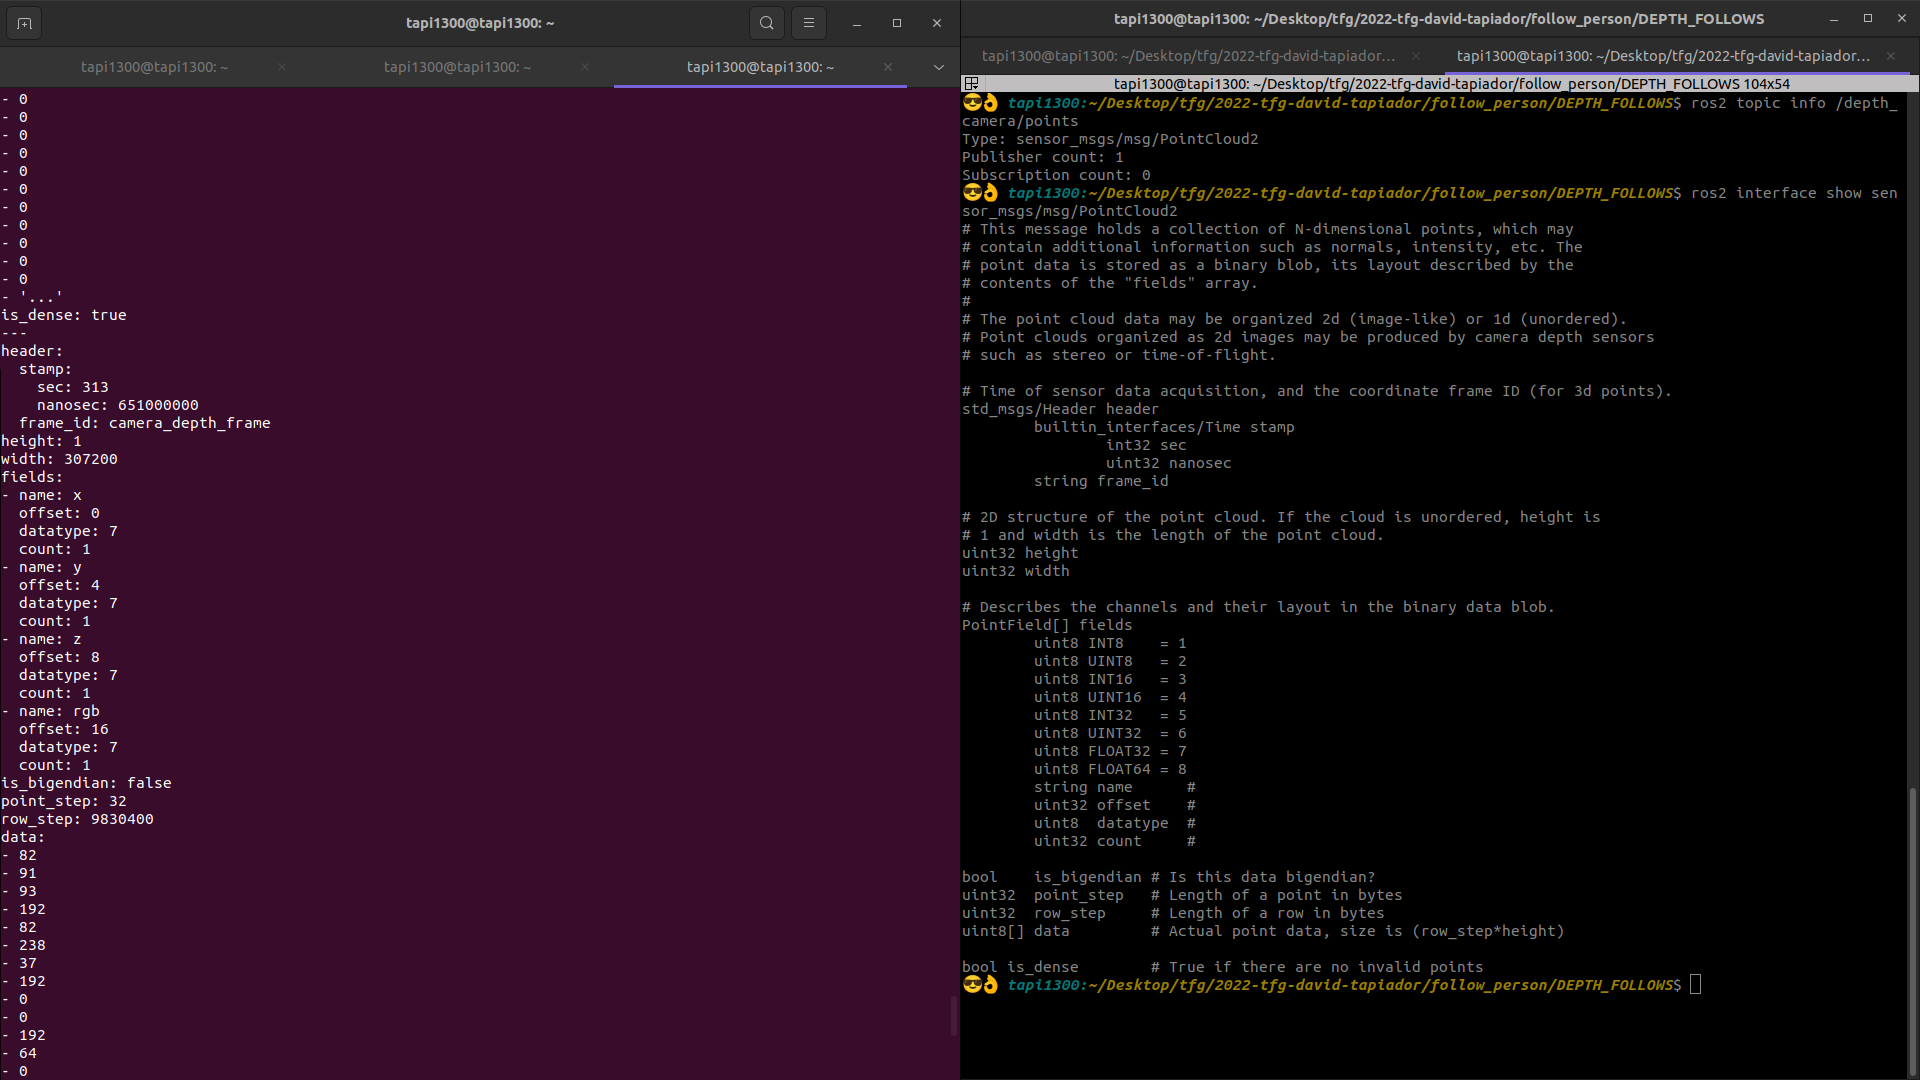 tapi1300@tapi1300: ~
tapi1300@tapi1300: ~
tapi1300@tapi1300: ~
tapi1300@tapi1300: ~
- 0
- 0
- 0
- 0
- 0
- 0
- 0
- 0
- 0
- 0
- 0
- '...'
is_dense: true
---
header:
  stamp:
    sec: 313
    nanosec: 651000000
  frame_id: camera_depth_frame
height: 1
width: 307200
fields:
- name: x
  offset: 0
  datatype: 7
  count: 1
- name: y
  offset: 4
  datatype: 7
  count: 1
- name: z
  offset: 8
  datatype: 7
  count: 1
- name: rgb
  offset: 16
  datatype: 7
  count: 1
is_bigendian: false
point_step: 32
row_step: 9830400
data:
- 82
- 91
- 93
- 192
- 82
- 238
- 37
- 192
- 0
- 0
- 192
- 64
- 0
tapi1300@tapi1300: ~/Desktop/tfg/2022-tfg-david-tapiador/follow_person/DEPTH_FOLLOWS
tapi1300@tapi1300: ~/Desktop/tfg/2022-tfg-david-tapiador...
tapi1300@tapi1300: ~/Desktop/tfg/2022-tfg-david-tapiador...
tapi1300@tapi1300: ~/Desktop/tfg/2022-tfg-david-tapiador/follow_person/DEPTH_FOLLOWS 104x54
😎👌 tapi1300:~/Desktop/tfg/2022-tfg-david-tapiador/follow_person/DEPTH_FOLLOWS$ ros2 topic info /depth_
camera/points
Type: sensor_msgs/msg/PointCloud2
Publisher count: 1
Subscription count: 0
😎👌 tapi1300:~/Desktop/tfg/2022-tfg-david-tapiador/follow_person/DEPTH_FOLLOWS$ ros2 interface show sen
sor_msgs/msg/PointCloud2
# This message holds a collection of N-dimensional points, which may
# contain additional information such as normals, intensity, etc. The
# point data is stored as a binary blob, its layout described by the
# contents of the "fields" array.
#
# The point cloud data may be organized 2d (image-like) or 1d (unordered).
# Point clouds organized as 2d images may be produced by camera depth sensors
# such as stereo or time-of-flight.

# Time of sensor data acquisition, and the coordinate frame ID (for 3d points).
std_msgs/Header header
        builtin_interfaces/Time stamp
                int32 sec
                uint32 nanosec
        string frame_id

# 2D structure of the point cloud. If the cloud is unordered, height is
# 1 and width is the length of the point cloud.
uint32 height
uint32 width

# Describes the channels and their layout in the binary data blob.
PointField[] fields
        uint8 INT8    = 1
        uint8 UINT8   = 2
        uint8 INT16   = 3
        uint8 UINT16  = 4
        uint8 INT32   = 5
        uint8 UINT32  = 6
        uint8 FLOAT32 = 7
        uint8 FLOAT64 = 8
        string name      #
        uint32 offset    #
        uint8  datatype  #
        uint32 count     #

bool    is_bigendian # Is this data bigendian?
uint32  point_step   # Length of a point in bytes
uint32  row_step     # Length of a row in bytes
uint8[] data         # Actual point data, size is (row_step*height)

bool is_dense        # True if there are no invalid points
😎👌 tapi1300:~/Desktop/tfg/2022-tfg-david-tapiador/follow_person/DEPTH_FOLLOWS$